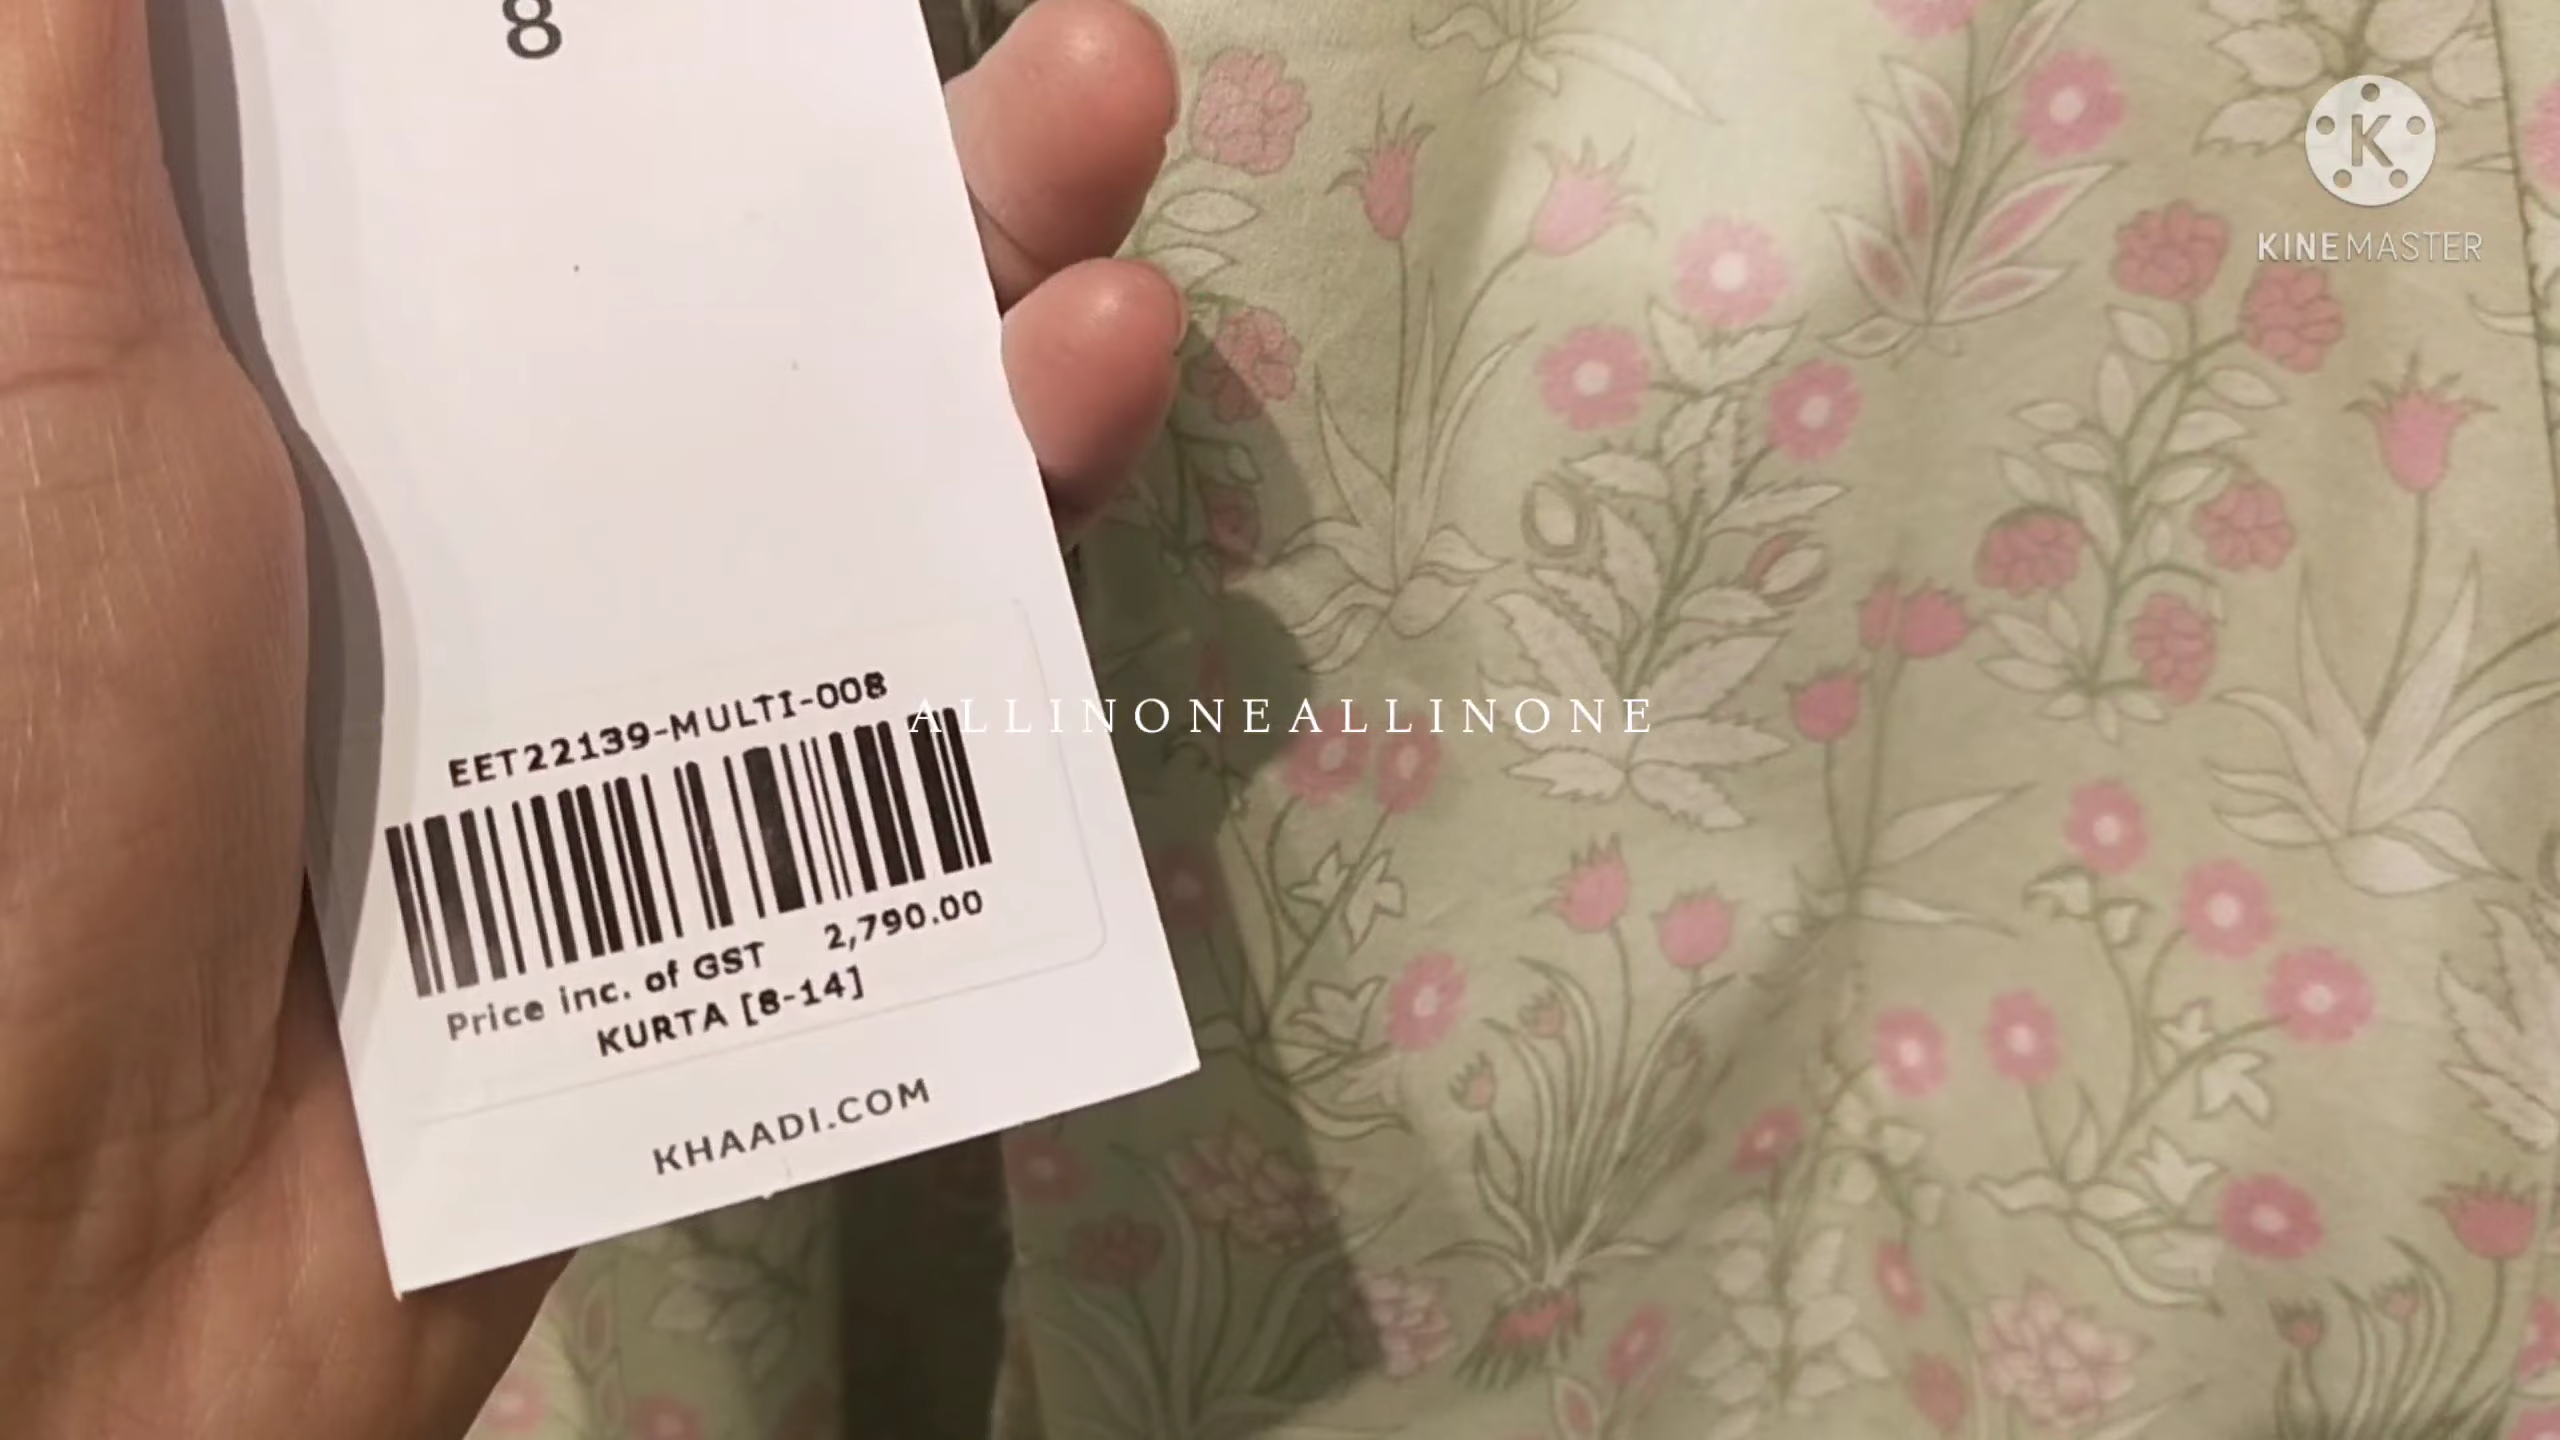 8
K
KINEMASTER
EET22139-MULTI-008
ALLINONEALLINONE
Price inc. of GST 2,790.00
KURTA [8-14]
KHAADI.COM